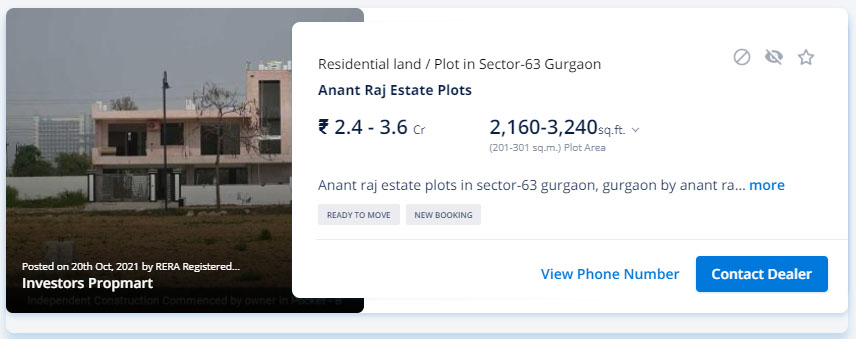 Residential land / Plot in Sector-63 Gurgaon
Anant Raj Estate Plots
₹ 2.4 - 3.6 Cr
2,160-3,240sq.ft.
(201-301 sq.m.) Plot Area
Anant raj estate plots in sector-63 gurgaon, gurgaon by anant ra... more
READY TO MOVE
NEW BOOKING
Posted on 20th Oct, 2021 by RERA Registered...
Investors Propmart
Independent Construction Commenced by owner in Pocket - B
View Phone Number
Contact Dealer